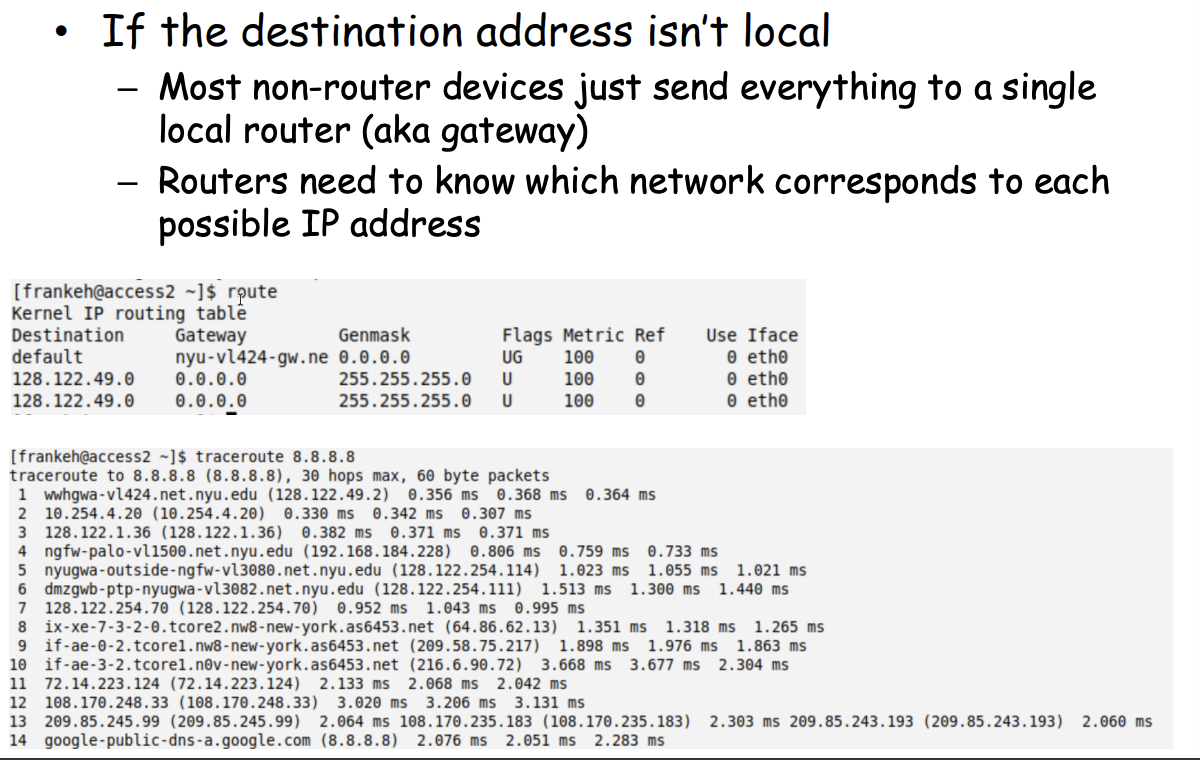 • If the destination address isn't local
– Most non-router devices just send everything to a single
local router (aka gateway)
– Routers need to know which network corresponds to each
possible IP address
[frankeh@access2 ~]$ route
Kernel IP routing table
Destination Gateway Genmask Flags Metric Ref Use Iface
default nyu-vl424-gw.ne 0.0.0.0 UG 100 0 0 eth0
128.122.49.0 0.0.0.0 255.255.255.0 U 100 0 0 eth0
128.122.49.0 0.0.0.0 255.255.255.0 U 100 0 0 eth0
[frankeh@access2 ~]$ traceroute 8.8.8.8
traceroute to 8.8.8.8 (8.8.8.8), 30 hops max, 60 byte packets
1 wwhgwa-vl424.net.nyu.edu (128.122.49.2) 0.356 ms 0.368 ms 0.364 ms
2 10.254.4.20 (10.254.4.20) 0.330 ms 0.342 ms 0.307 ms
3 128.122.1.36 (128.122.1.36) 0.382 ms 0.371 ms 0.371 ms
4 ngfw-palo-vl1500.net.nyu.edu (192.168.184.228) 0.806 ms 0.759 ms 0.733 ms
5 nyugwa-outside-ngfw-vl3080.net.nyu.edu (128.122.254.114) 1.023 ms 1.055 ms 1.021 ms
6 dmzgwb-ptp-nyugwa-vl3082.net.nyu.edu (128.122.254.111) 1.513 ms 1.300 ms 1.440 ms
7 128.122.254.70 (128.122.254.70) 0.952 ms 1.043 ms 0.995 ms
8 ix-xe-7-3-2-0.tcore2.nw8-new-york.as6453.net (64.86.62.13) 1.351 ms 1.318 ms 1.265 ms
9 if-ae-0-2.tcore1.nw8-new-york.as6453.net (209.58.75.217) 1.898 ms 1.976 ms 1.863 ms
10 if-ae-3-2.tcore1.n0v-new-york.as6453.net (216.6.90.72) 3.668 ms 3.677 ms 2.304 ms
11 72.14.223.124 (72.14.223.124) 2.133 ms 2.068 ms 2.042 ms
12 108.170.248.33 (108.170.248.33) 3.020 ms 3.206 ms 3.131 ms
13 209.85.245.99 (209.85.245.99) 2.064 ms 108.170.235.183 (108.170.235.183) 2.303 ms 209.85.243.193 (209.85.243.193) 2.060 ms
14 google-public-dns-a.google.com (8.8.8.8) 2.076 ms 2.051 ms 2.283 ms